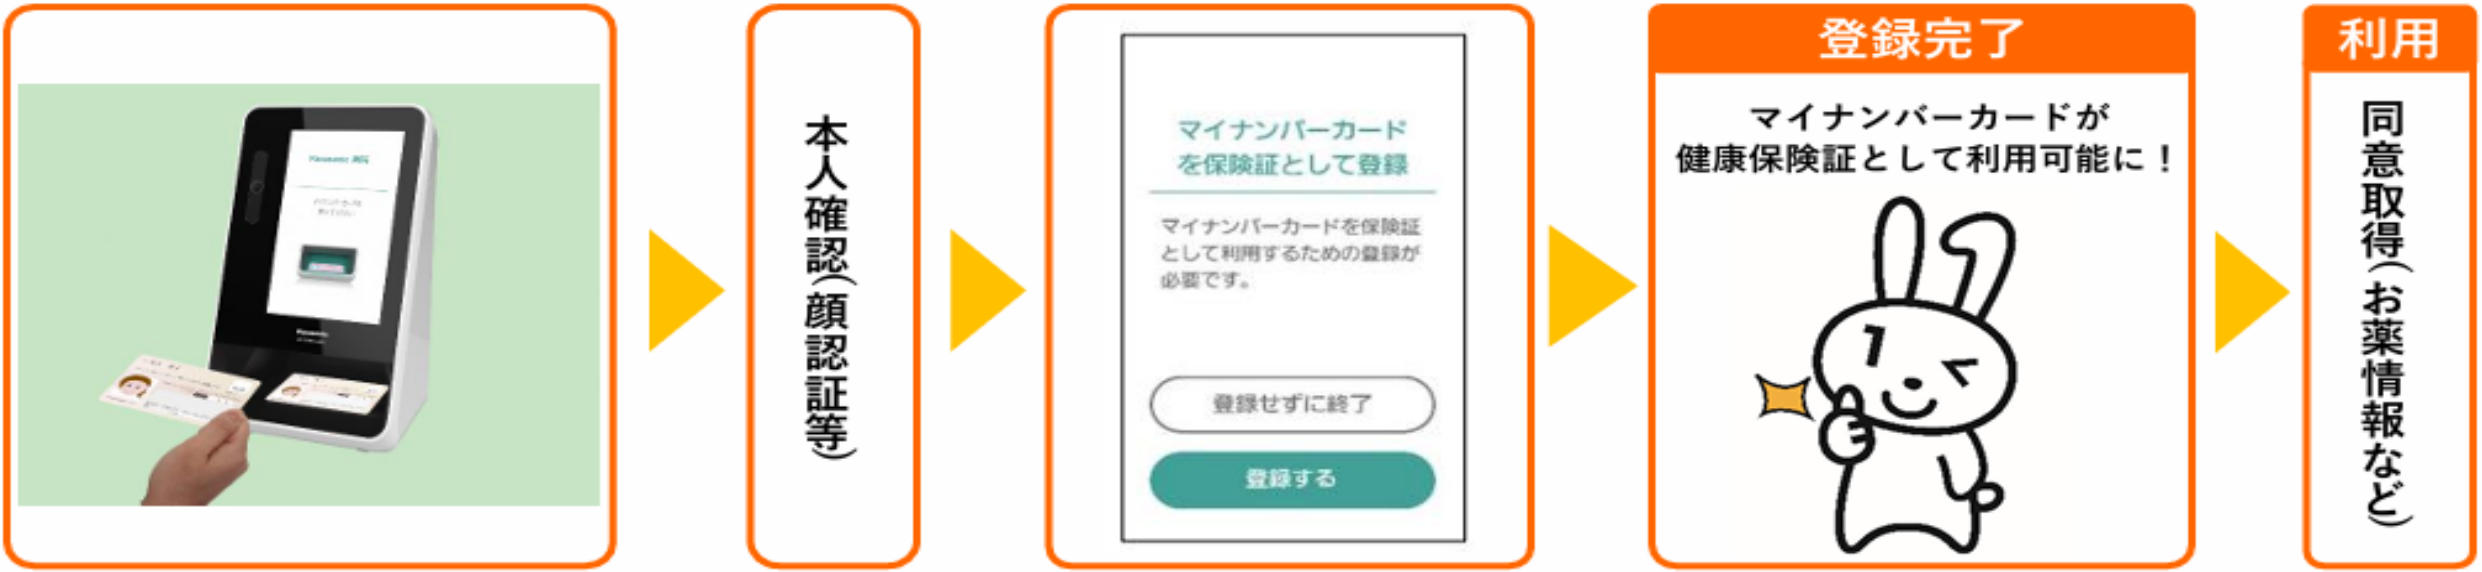 本人確認（顔認証等）
マイナンバーカード
を保険証として登録
マイナンバーカードを保険証
として利用するための登録が
必要です。
登録せずに終了
登録する
登録完了
マイナンバーカードが
健康保険証として利用可能に！
利用
同意取得（お薬情報など）